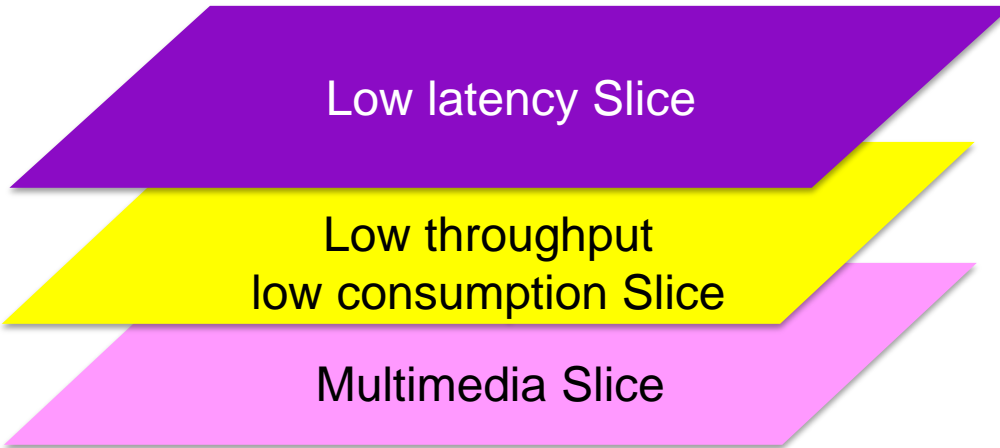 Low latency Slice
Low throughput
low consumption Slice
Multimedia Slice